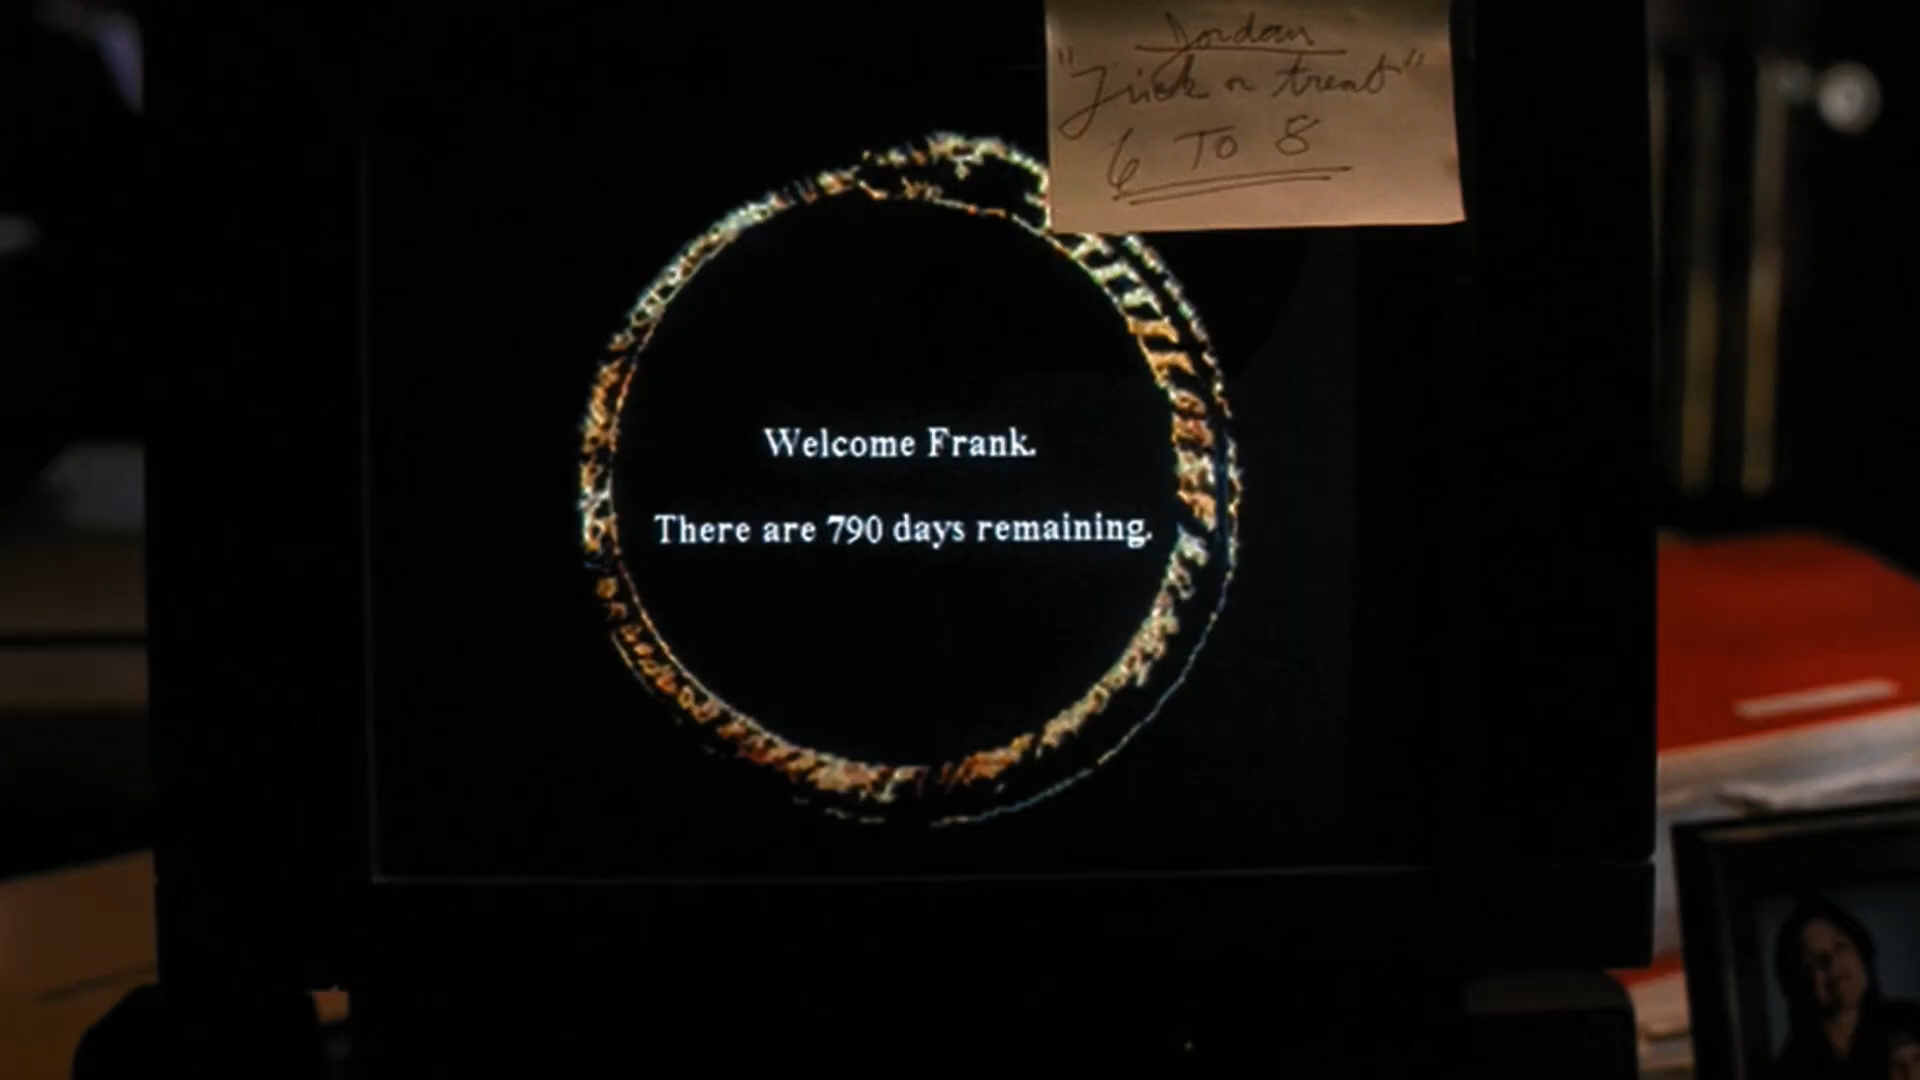 Jordan
"Trick or treat"
6 TO 8
Welcome Frank.
There are 790 days remaining.